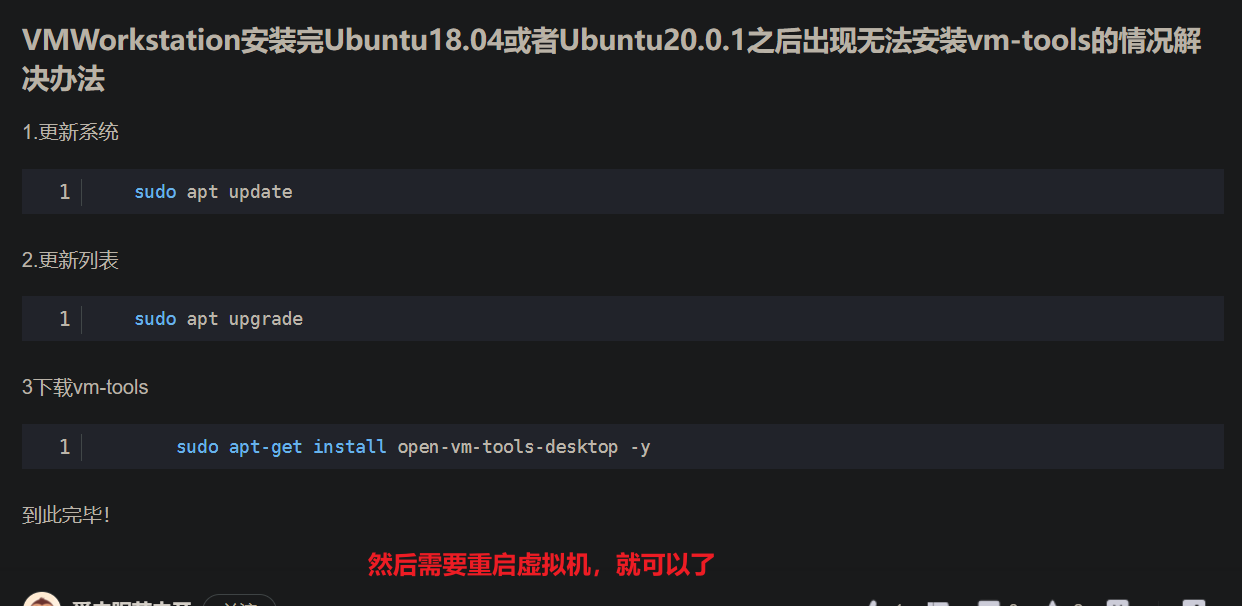 VMWorkstation安装完Ubuntu18.04或者Ubuntu20.0.1之后出现无法安装vm-tools的情况解
决办法
1.更新系统
1 sudo apt update
2.更新列表
1 sudo apt upgrade
3下载vm-tools
1 sudo apt-get install open-vm-tools-desktop -y
到此完毕！
然后需要重启虚拟机，就可以了